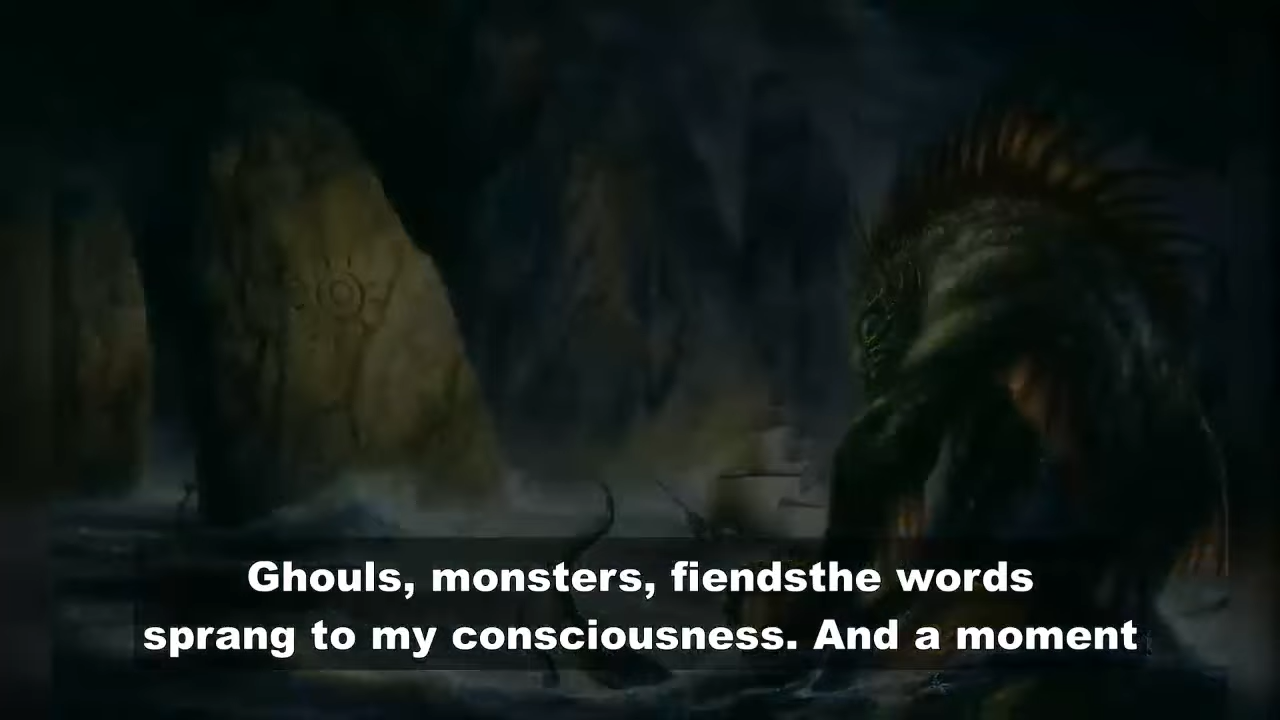 Ghouls, monsters, fiendsthe words
sprang to my consciousness. And a moment